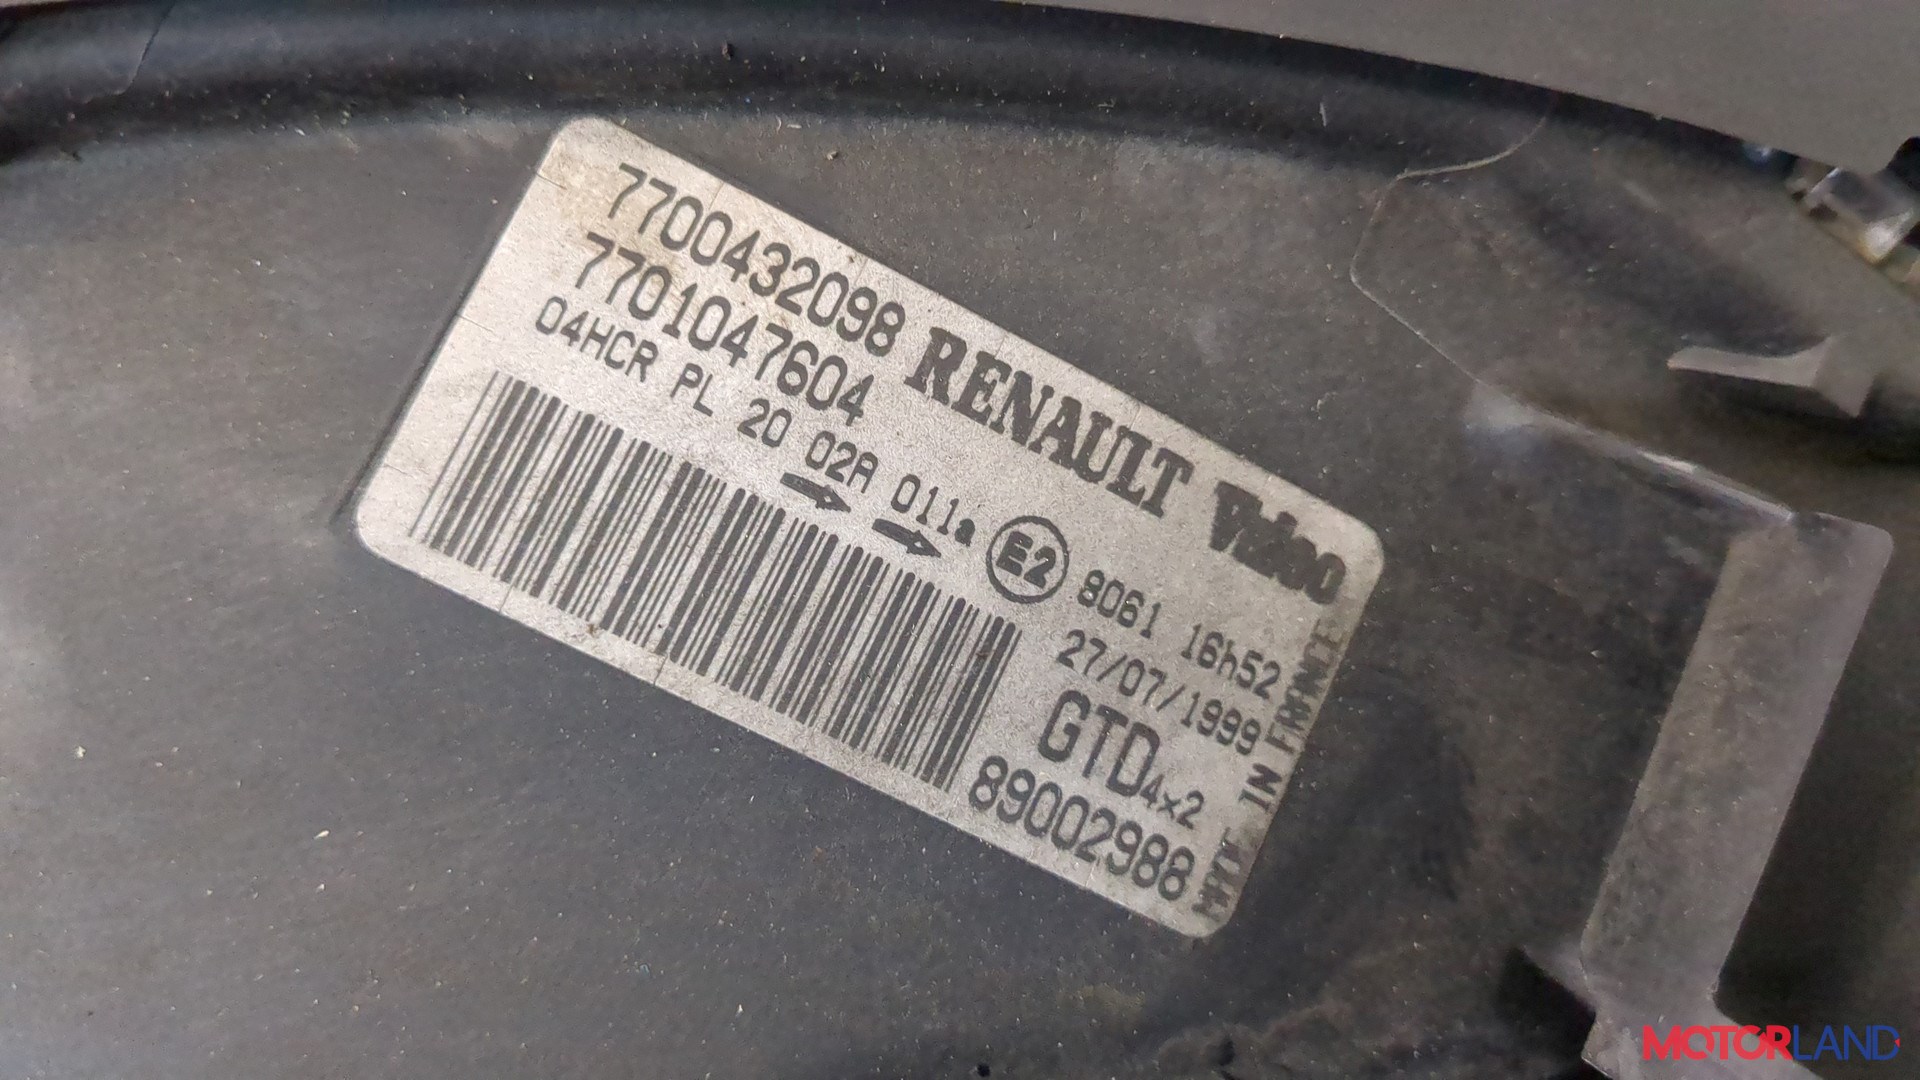 7700432098 RENAULT Valeo
7701047604
04HCR PL 20 02A 011a E2 8061 16h52
27/07/1999
GTD4x2
89002988
MADE IN FRANCE
MOTORLAND